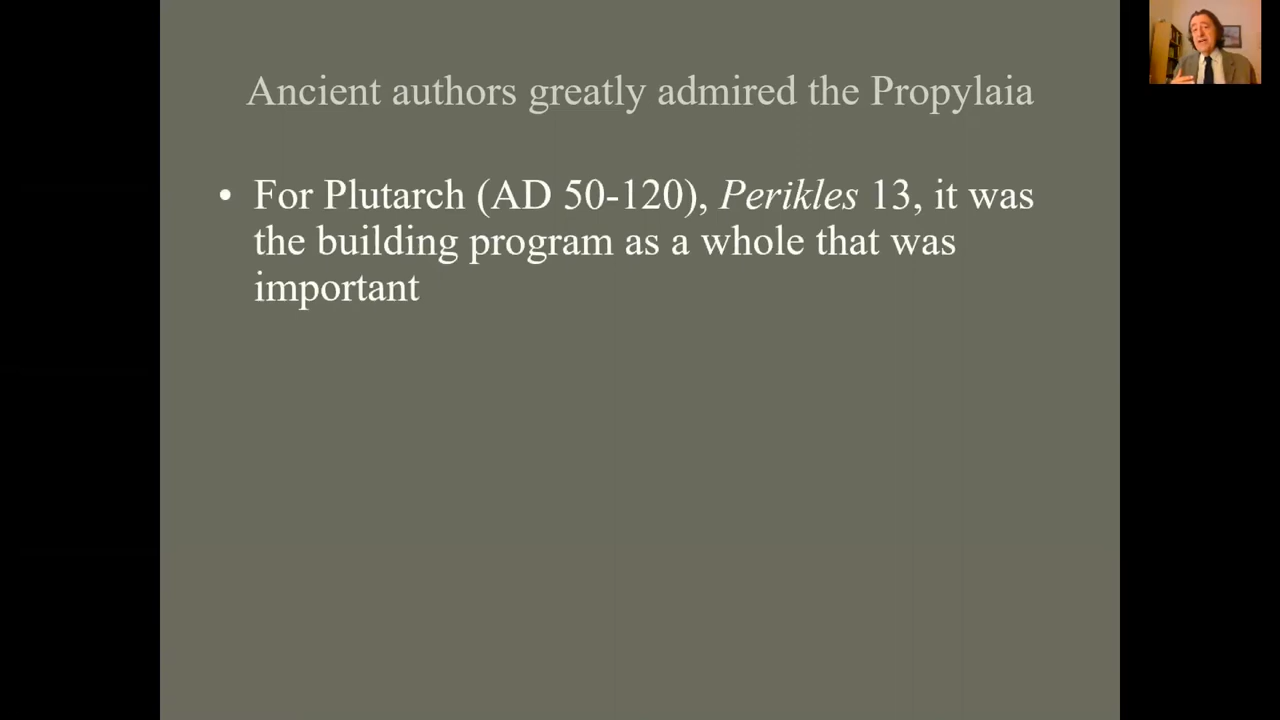 Ancient authors greatly admired the Propylaia
• For Plutarch (AD 50-120), Perikles 13, it was
the building program as a whole that was
important